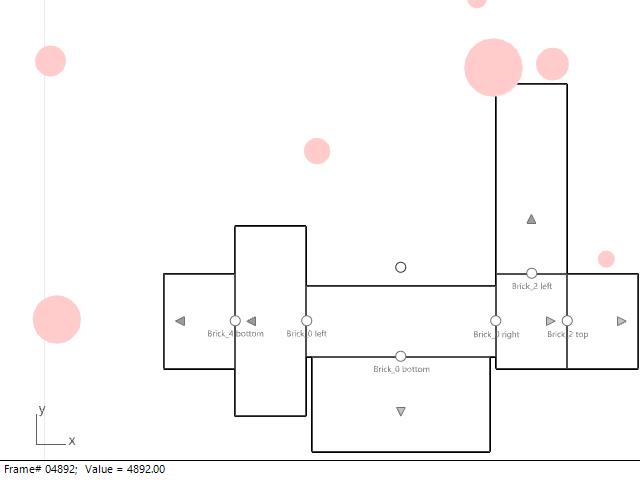 Brick_2 left
Brick_4 bottom
Brick_0 left
Brick_0 right
Brick_2 top
Brick_0 bottom
y
x
Frame# 04892; Value = 4892.00